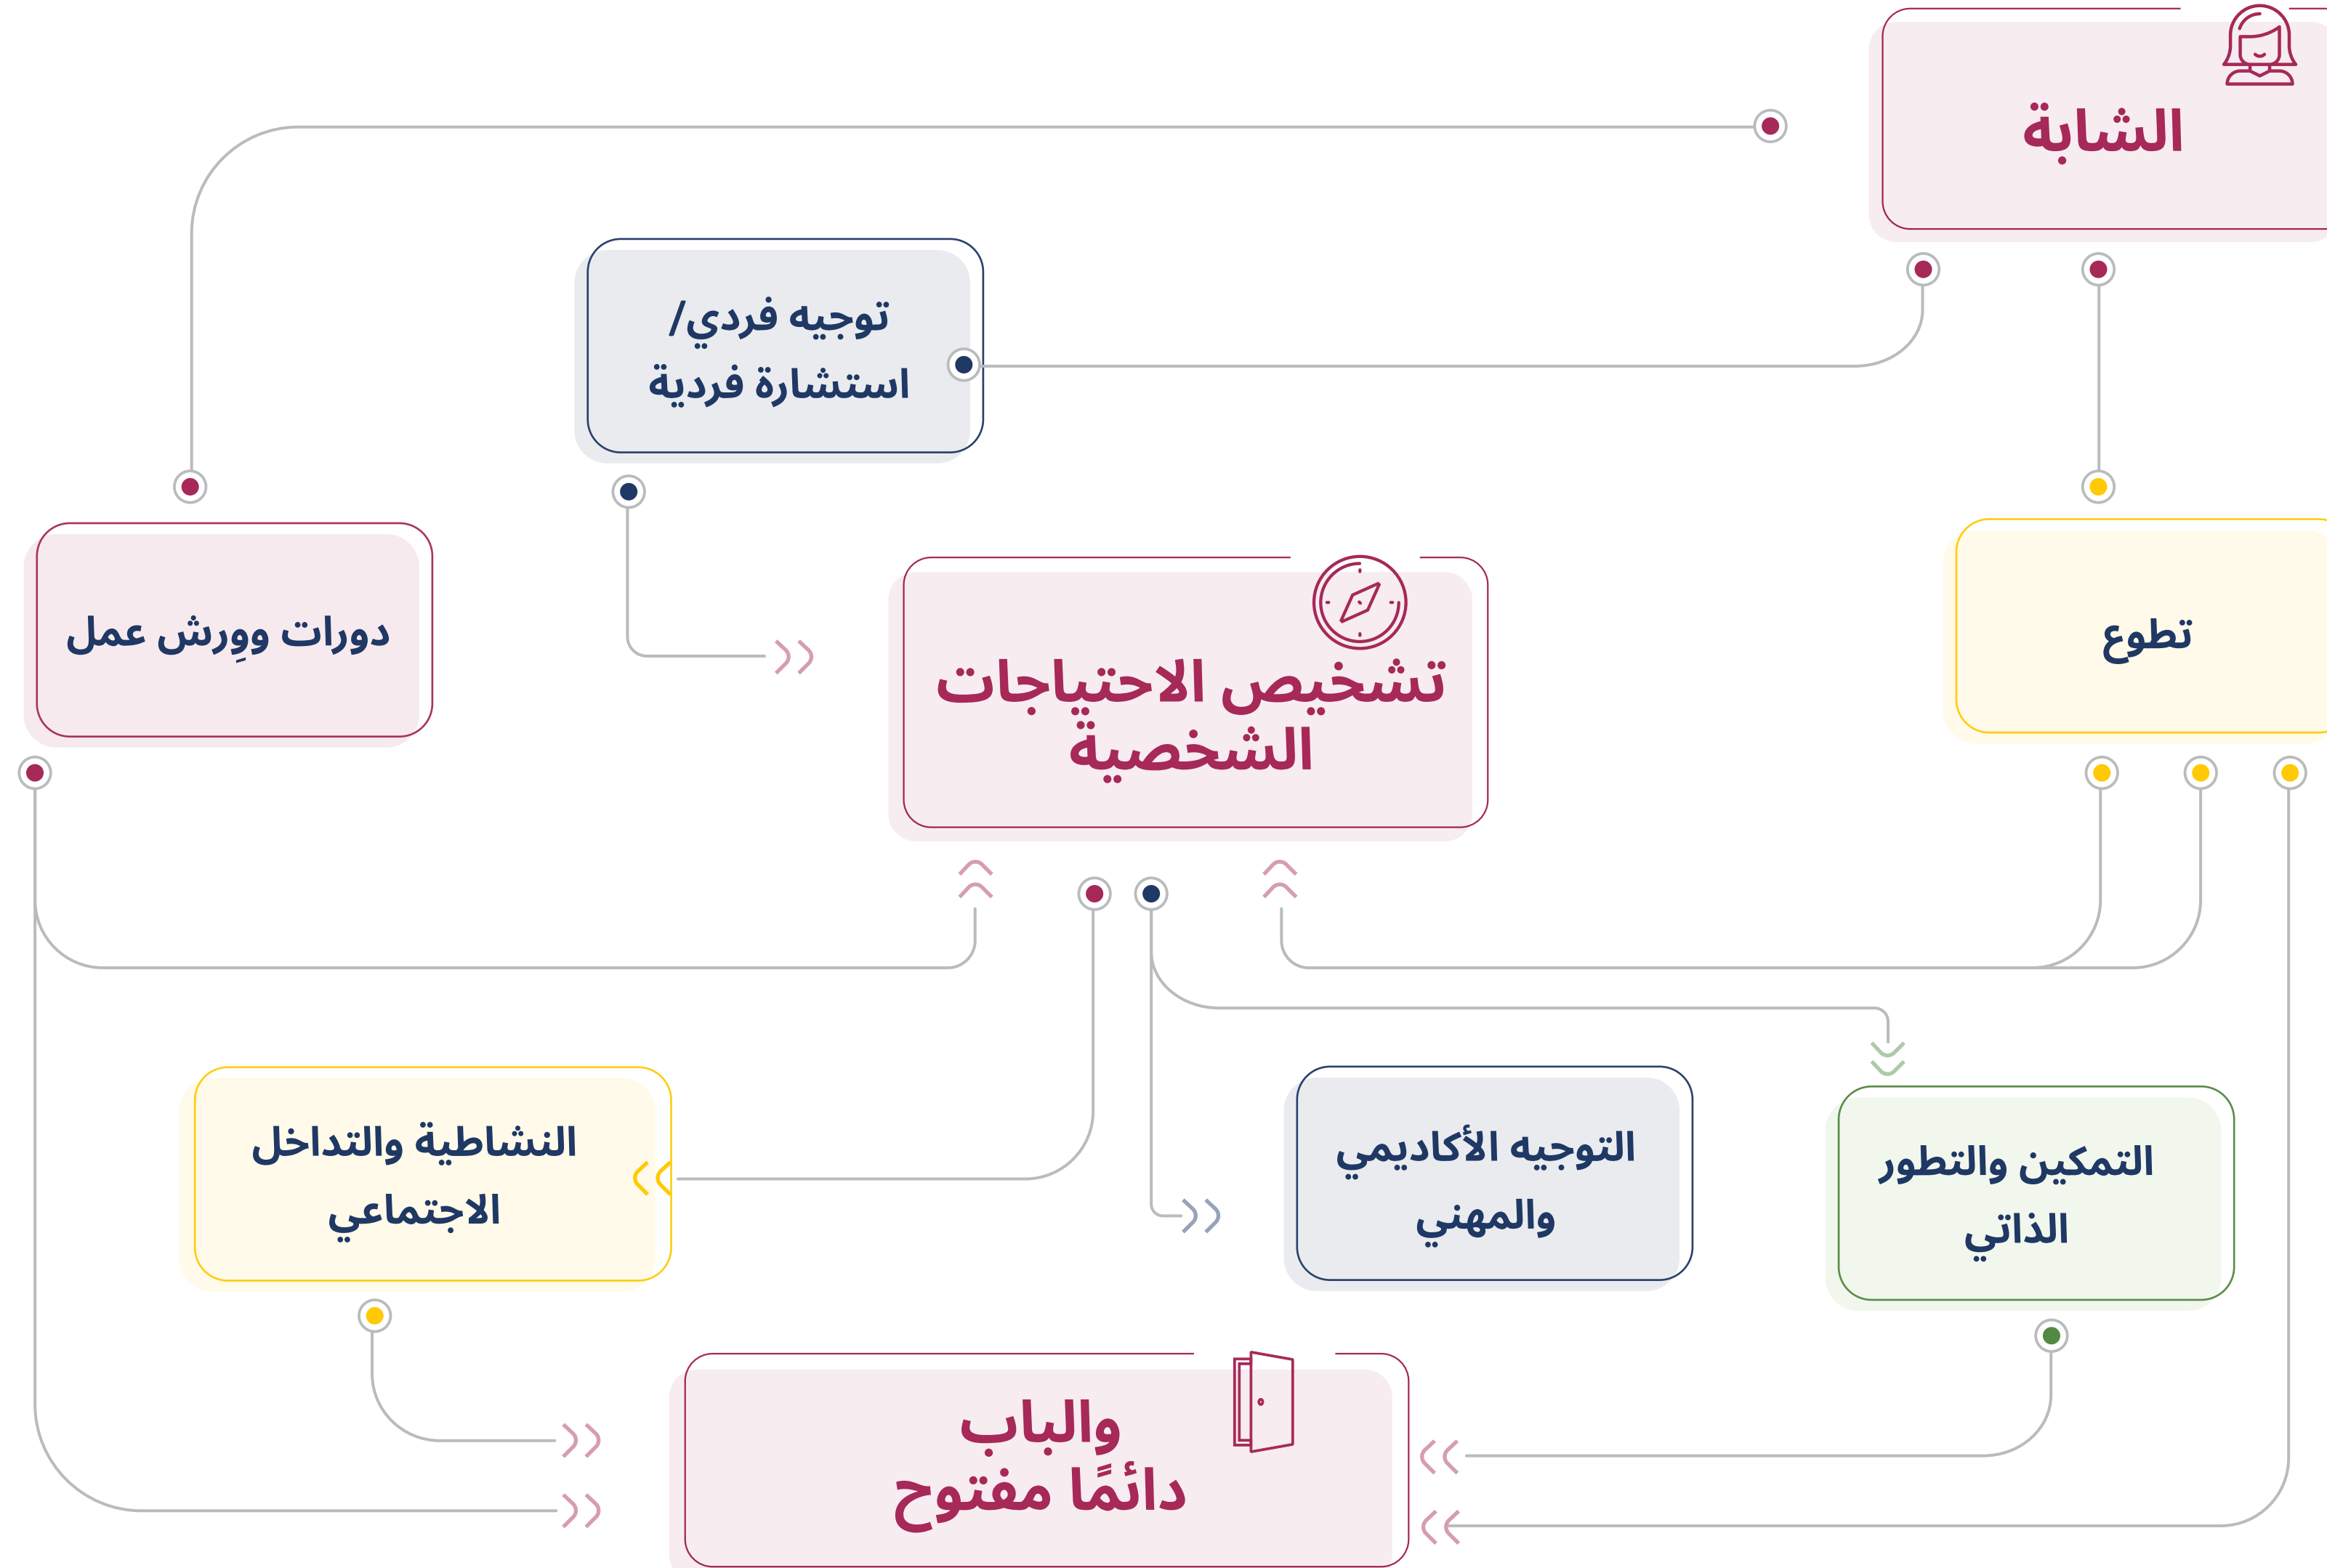 الشابة
توجيه فردي/
استشارة فردية
دورات ووِرش عمل
تشخيص الاحتياجات
الشخصية
تطوع
النشاطية والتداخل
الاجتماعي
التوجيه الأكاديمي
والمهني
التمكين والتطور
الذاتي
والباب
دائمًا مفتوح